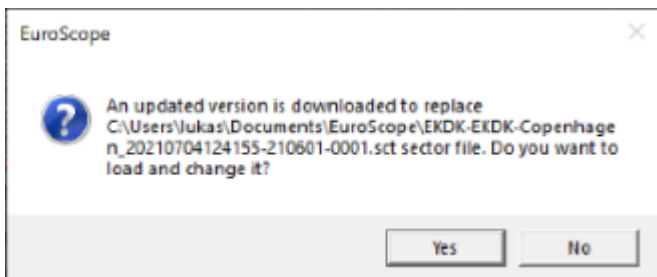 EuroScope
An updated version is downloaded to replace
C:\Users\lukas\Documents\EuroScope\EKDK-EKDK-Copenhage
n_20210704124155-210601-0001.sct sector file. Do you want to
load and change it?
Yes
No